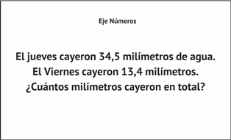 Eje Números
El jueves cayeron 34,5 milímetros de agua.
El Viernes cayeron 13,4 milímetros.
¿Cuántos milímetros cayeron en total?